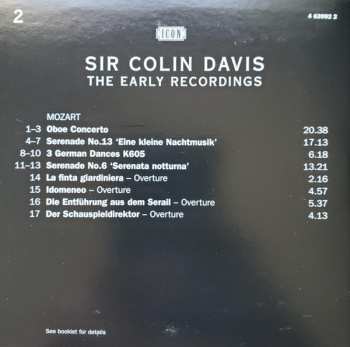 2
ICON
4 63992 2
SIR COLIN DAVIS
THE EARLY RECORDINGS
MOZART
1–3 Oboe Concerto 20.38
4–7 Serenade No.13 ‘Eine kleine Nachtmusik’ 17.13
8–10 3 German Dances K605 6.18
11–13 Serenade No.6 ‘Serenata notturna’ 13.21
14 La finta giardiniera – Overture 2.16
15 Idomeneo – Overture 4.57
16 Die Entführung aus dem Serail – Overture 5.37
17 Der Schauspieldirektor – Overture 4.13
See booklet for details